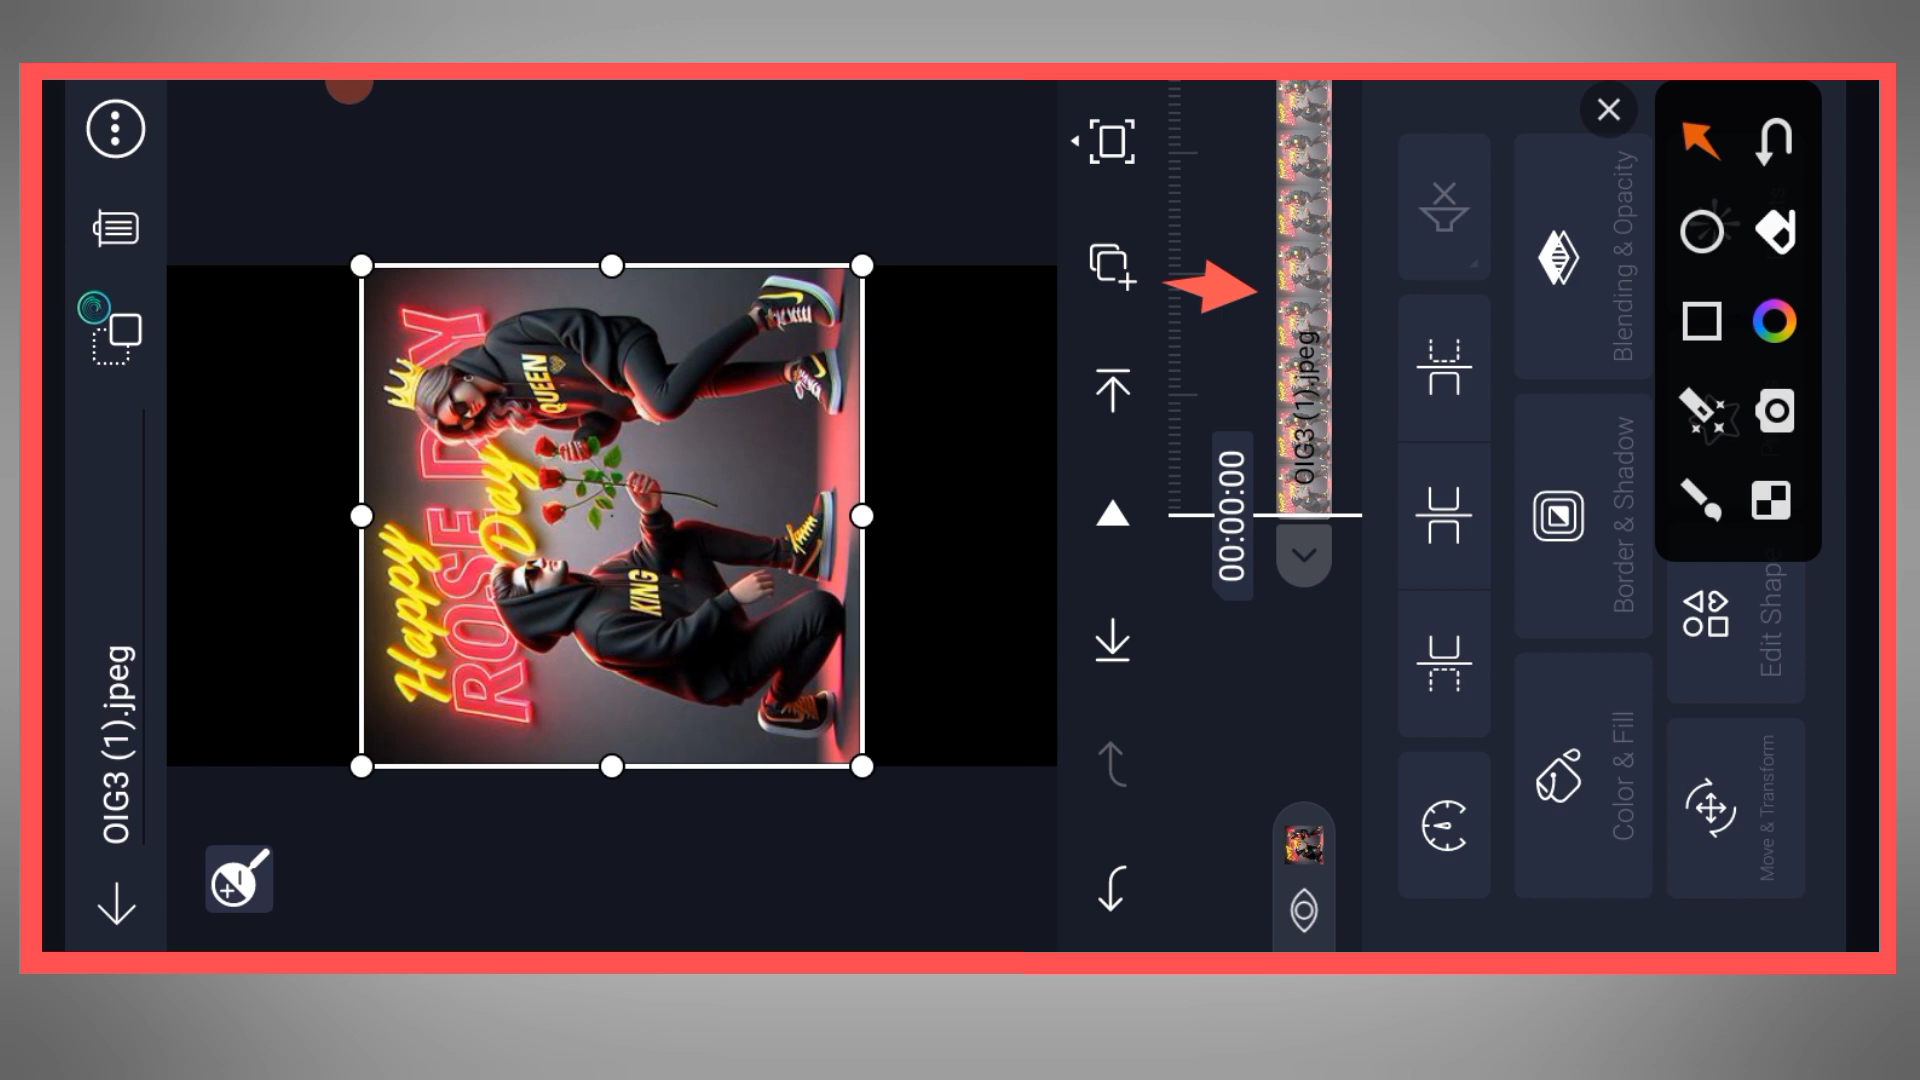 OIG3 (1).jpeg
Happy
ROSE D Y
Day
QUEEN
KING
00:00:00
OIG3 (1).jpeg
Color & Fill
Border & Shadow
Blending & Opacity
Move & Transform
Edit Shape